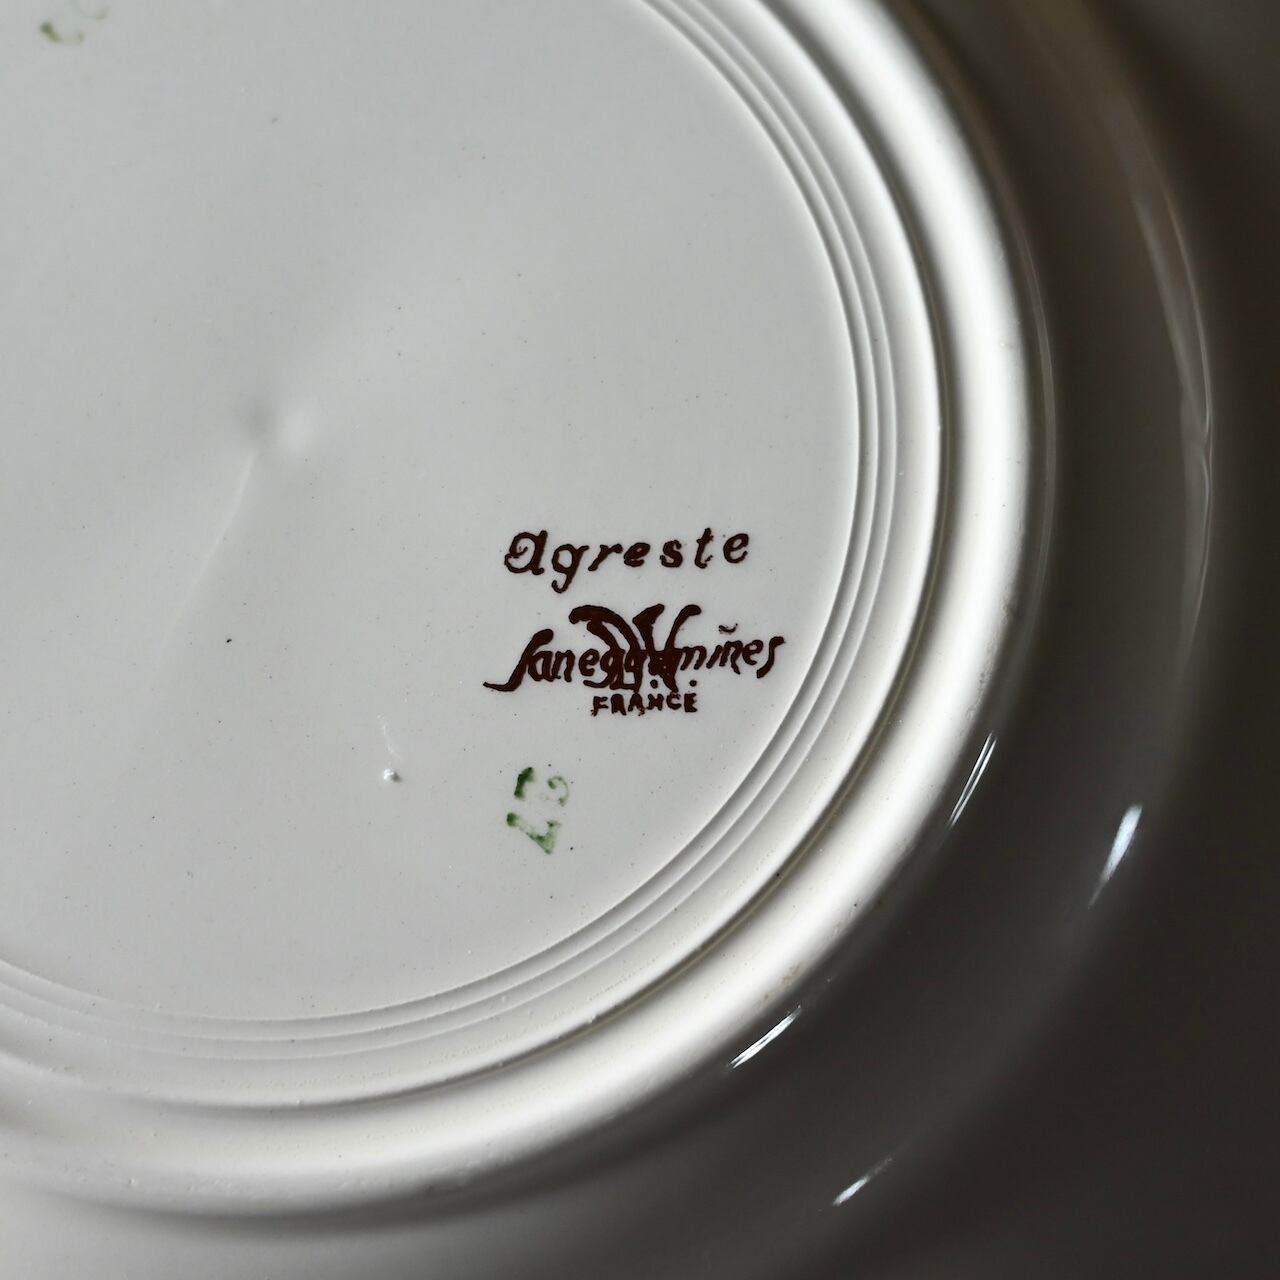 Agreste
Sarreguemines
D.V.
FRANCE